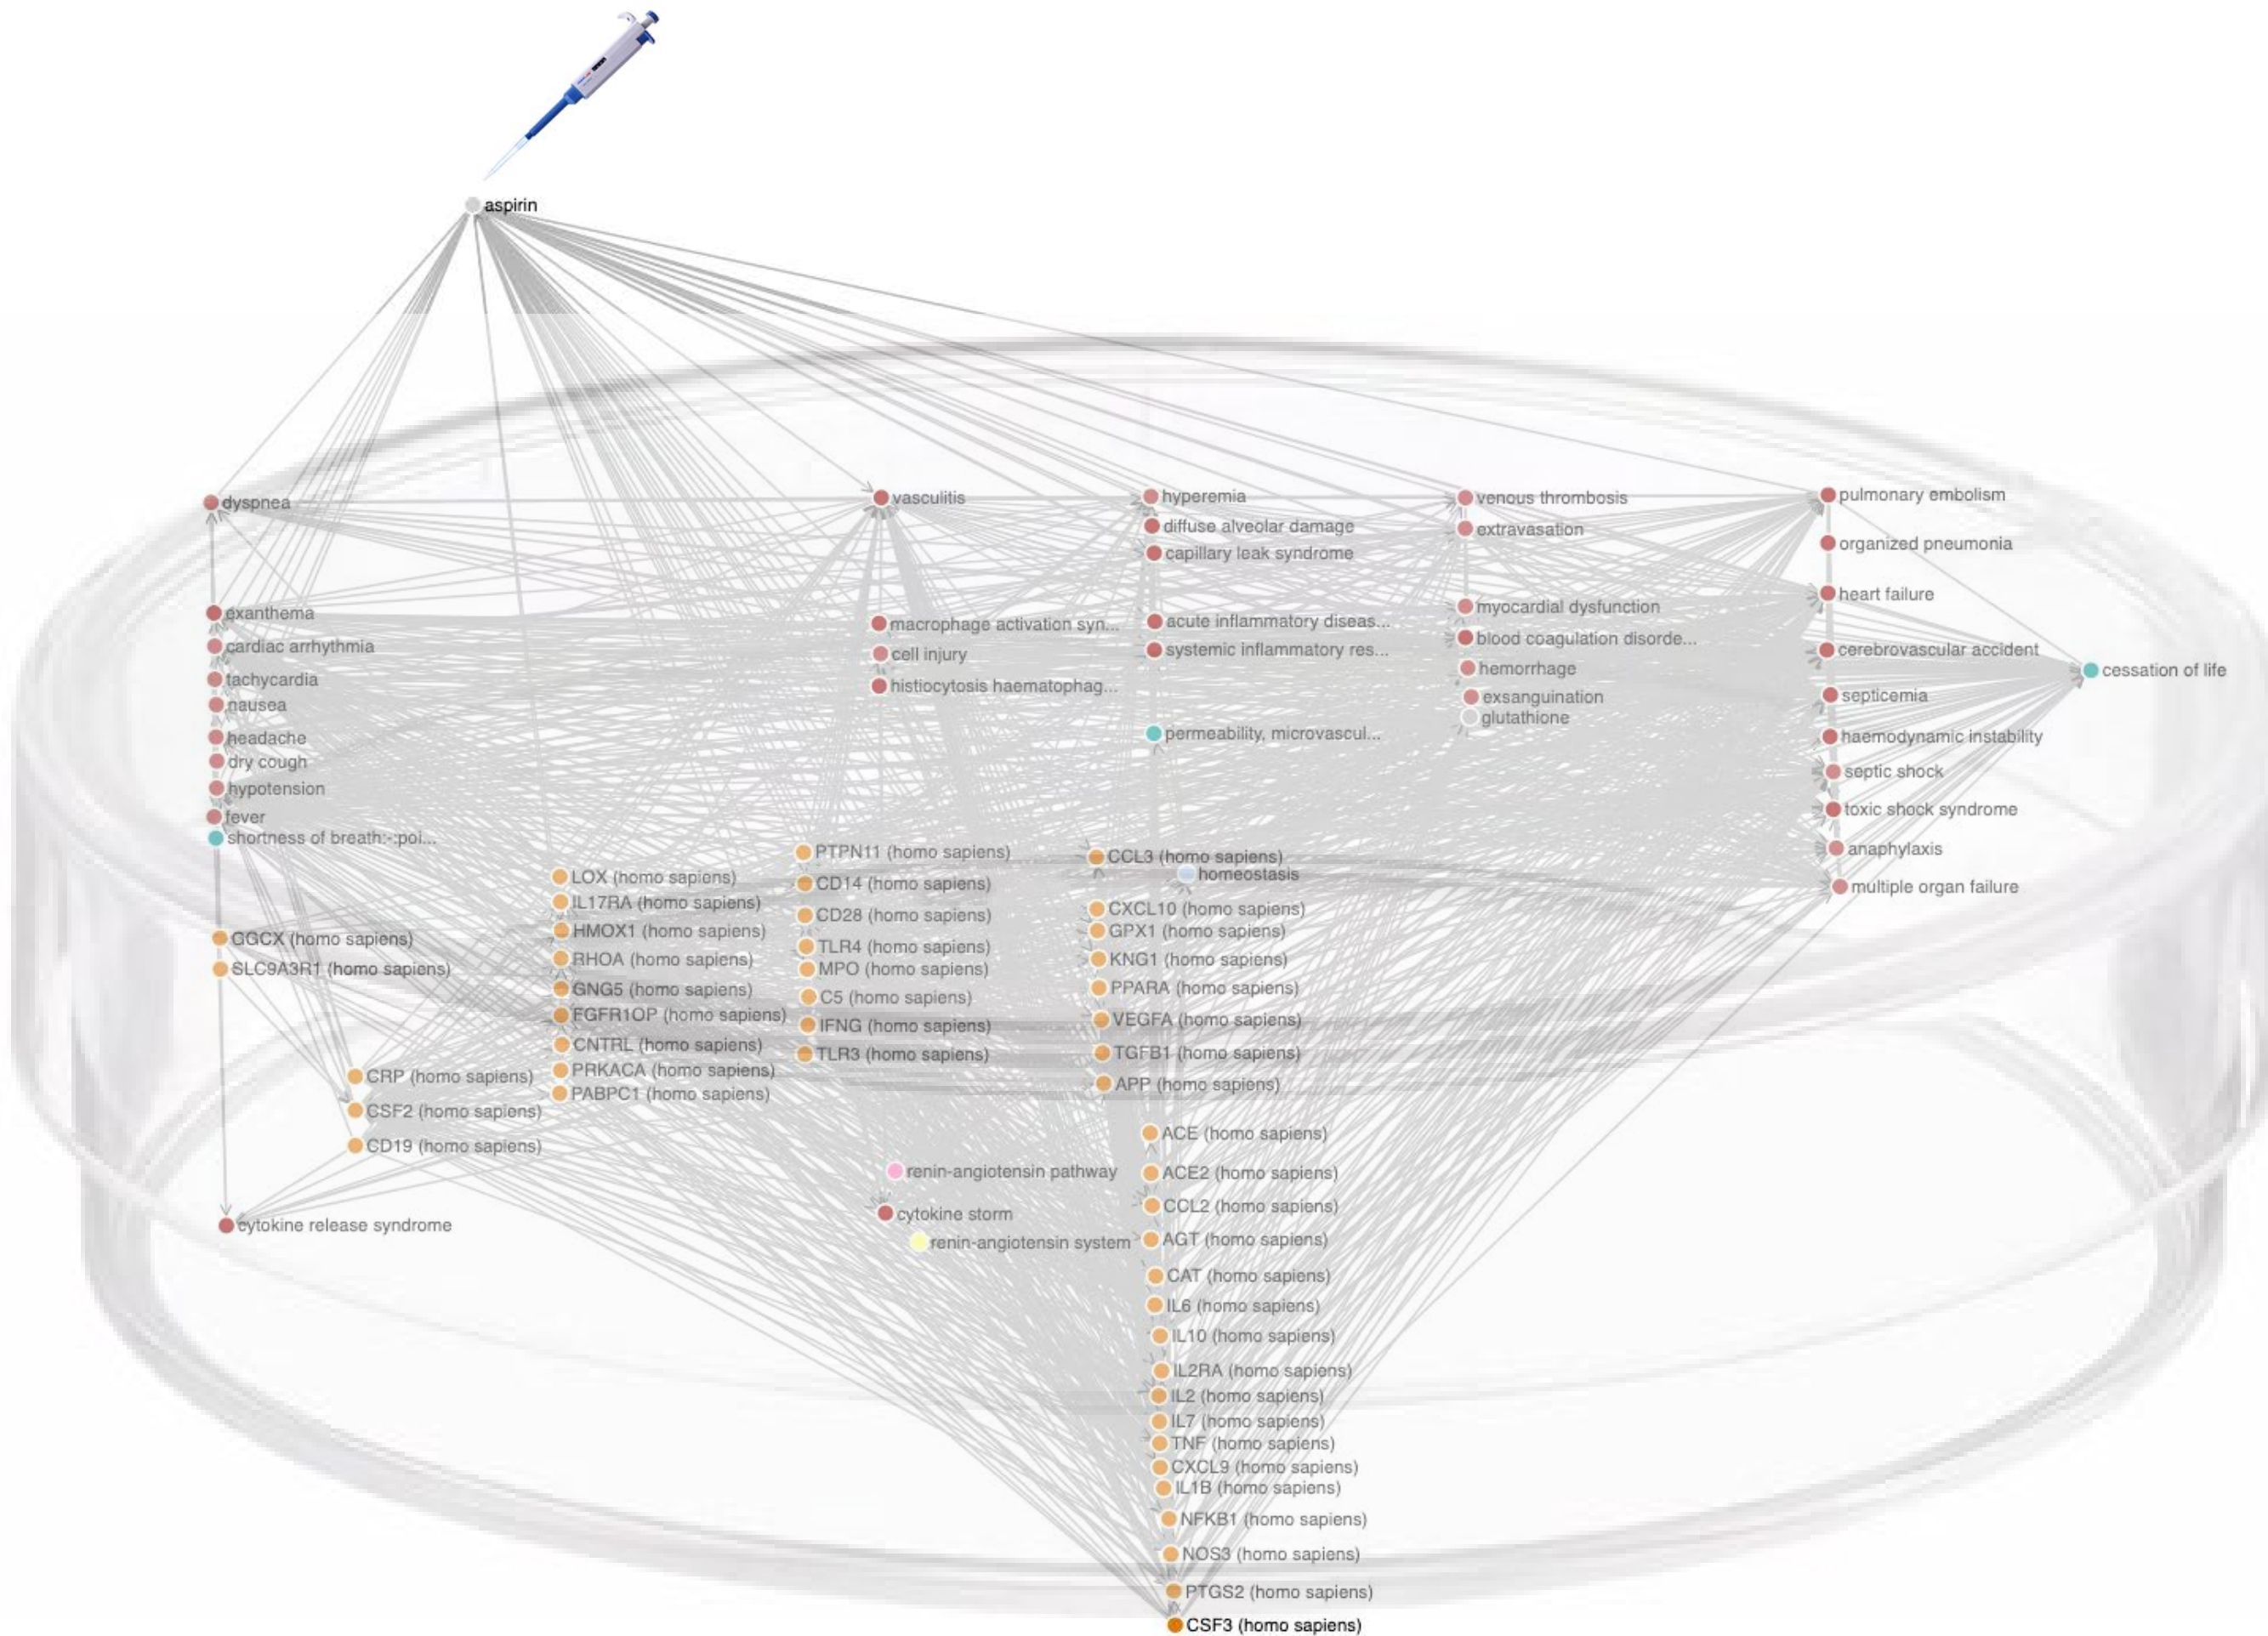 aspirin
dyspnea
exanthema
cardiac arrhythmia
tachycardia
nausea
headache
dry cough
hypotension
fever
shortness of breath:-:poi...
GGCX (homo sapiens)
SLC9A3R1 (homo sapiens)
CRP (homo sapiens)
CSF2 (homo sapiens)
CD19 (homo sapiens)
cytokine release syndrome
LOX (homo sapiens)
IL17RA (homo sapiens)
HMOX1 (homo sapiens)
RHOA (homo sapiens)
GNG5 (homo sapiens)
FGFR1OP (homo sapiens)
CNTRL (homo sapiens)
PRKACA (homo sapiens)
PABPC1 (homo sapiens)
vasculitis
macrophage activation syn...
cell injury
histiocytosis haematophag...
PTPN11 (homo sapiens)
CD14 (homo sapiens)
CD28 (homo sapiens)
TLR4 (homo sapiens)
MPO (homo sapiens)
C5 (homo sapiens)
IFNG (homo sapiens)
TLR3 (homo sapiens)
renin-angiotensin pathway
cytokine storm
renin-angiotensin system
hyperemia
diffuse alveolar damage
capillary leak syndrome
acute inflammatory diseas...
systemic inflammatory res...
permeability, microvascul...
CCL3 (homo sapiens)
homeostasis
CXCL10 (homo sapiens)
GPX1 (homo sapiens)
KNG1 (homo sapiens)
PPARA (homo sapiens)
VEGFA (homo sapiens)
TGFB1 (homo sapiens)
APP (homo sapiens)
ACE (homo sapiens)
ACE2 (homo sapiens)
CCL2 (homo sapiens)
AGT (homo sapiens)
CAT (homo sapiens)
IL6 (homo sapiens)
IL10 (homo sapiens)
IL2RA (homo sapiens)
IL2 (homo sapiens)
IL7 (homo sapiens)
TNF (homo sapiens)
CXCL9 (homo sapiens)
IL1B (homo sapiens)
NFKB1 (homo sapiens)
NOS3 (homo sapiens)
PTGS2 (homo sapiens)
CSF3 (homo sapiens)
venous thrombosis
extravasation
myocardial dysfunction
blood coagulation disorde...
hemorrhage
exsanguination
glutathione
pulmonary embolism
organized pneumonia
heart failure
cerebrovascular accident
septicemia
haemodynamic instability
septic shock
toxic shock syndrome
anaphylaxis
multiple organ failure
cessation of life